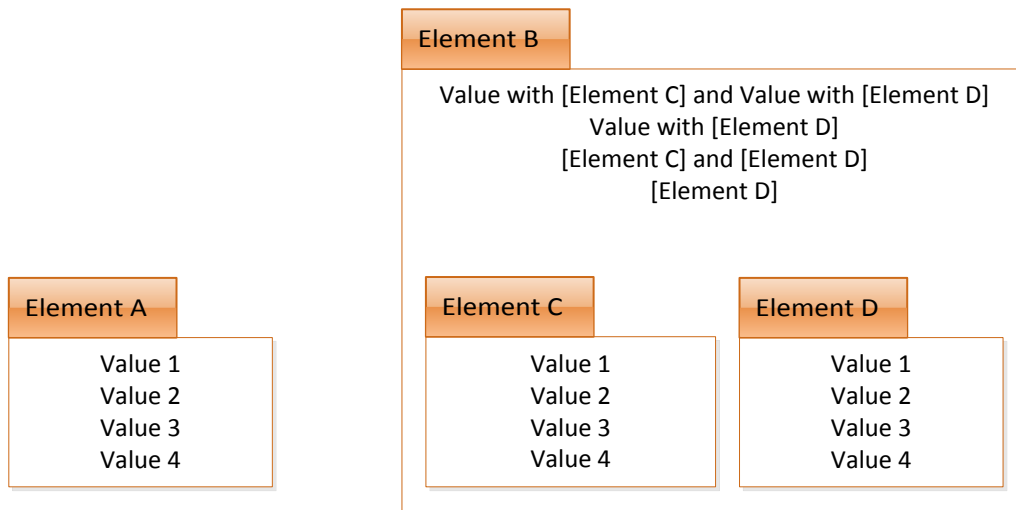 Element B
Value with [Element C] and Value with [Element D]
Value with [Element D]
[Element C] and [Element D]
[Element D]
Element A
Value 1
Value 2
Value 3
Value 4
Element C
Value 1
Value 2
Value 3
Value 4
Element D
Value 1
Value 2
Value 3
Value 4